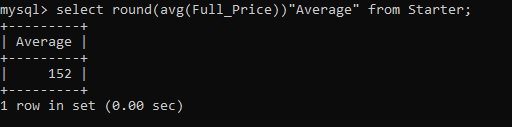 mysql> select round(avg(Full_Price))"Average" from Starter;
+---------+
| Average |
+---------+
|     152 |
+---------+
1 row in set (0.00 sec)